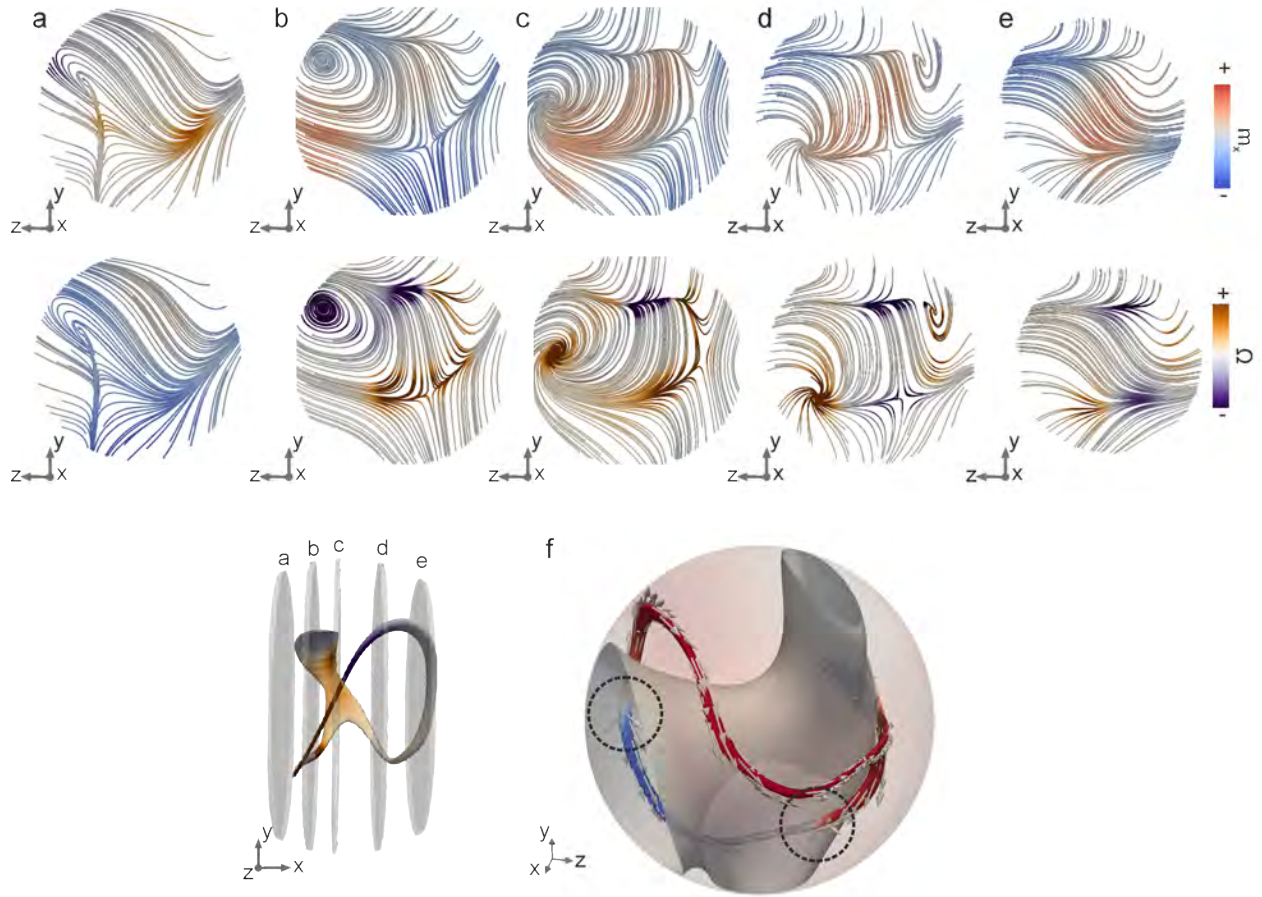 a b c d e
+
m_x
-
y y y y y
z x z x z x z x z x
+
Ω
-
y y y y y
z x z x z x z x z x
a b c d e f
y
z x
y
x z